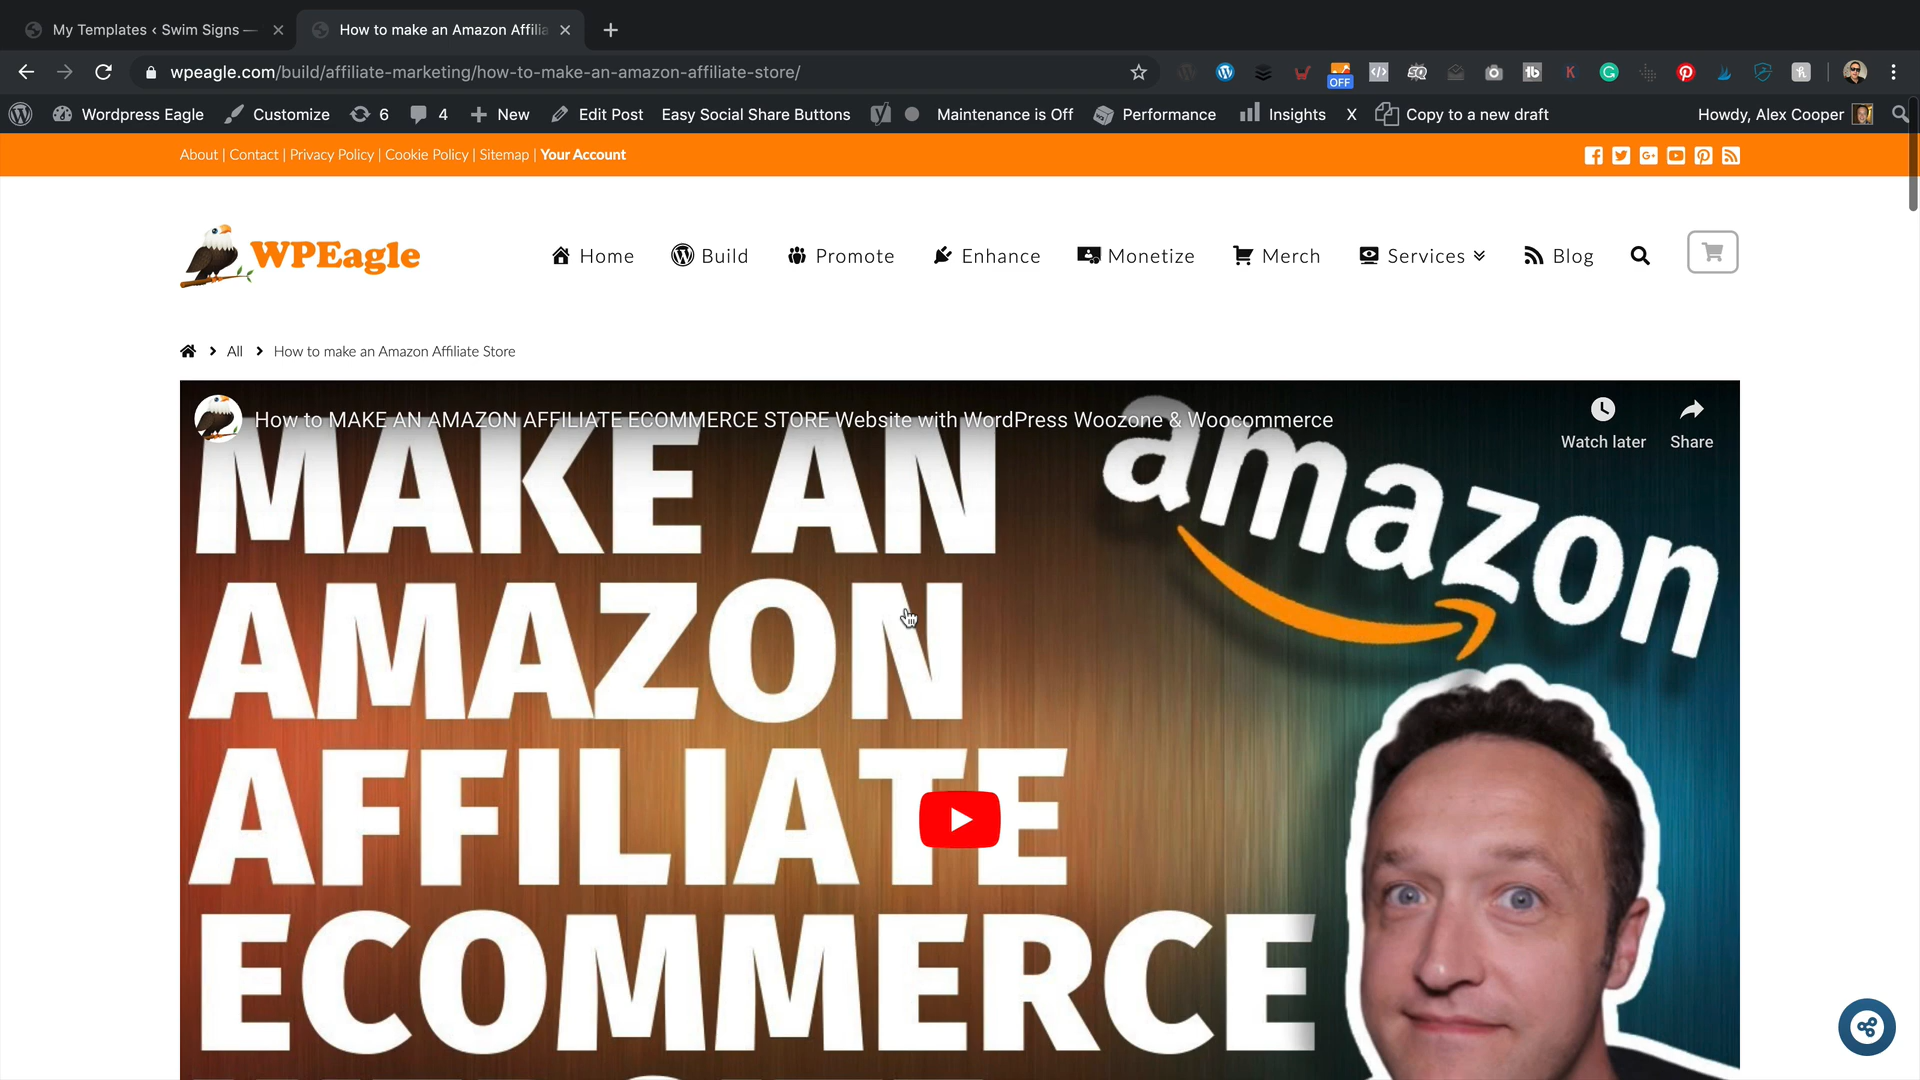 My Templates ‹ Swim Signs —
How to make an Amazon Affilia
wpeagle.com/build/affiliate-marketing/how-to-make-an-amazon-affiliate-store/
OFF
Wordpress Eagle Customize 6 4 New Edit Post Easy Social Share Buttons Maintenance is Off Performance Insights X Copy to a new draft Howdy, Alex Cooper
About | Contact | Privacy Policy | Cookie Policy | Sitemap | Your Account
WPEagle
Home Build Promote Enhance Monetize Merch Services Blog
All How to make an Amazon Affiliate Store
How to MAKE AN AMAZON AFFILIATE ECOMMERCE STORE Website with WordPress Woozone & Woocommerce
Watch later Share
MAKE AN
AMAZON
AFFILIATE
ECOMMERCE
amazon